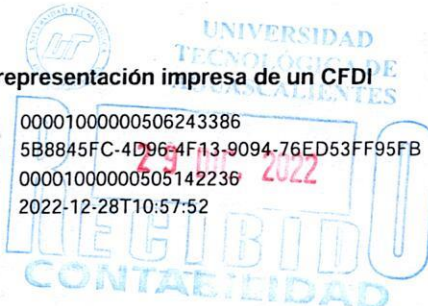 UNIVERSIDAD
TECNOLÓGICA DE
AGUASCALIENTES
representación impresa de un CFDI
00001000000506243386
5B8845FC-4D96-4F13-9094-76ED53FF95FB
29 DIC. 2022
00001000000505142236
2022-12-28T10:57:52
RECIBIDO
CONTABILIDAD